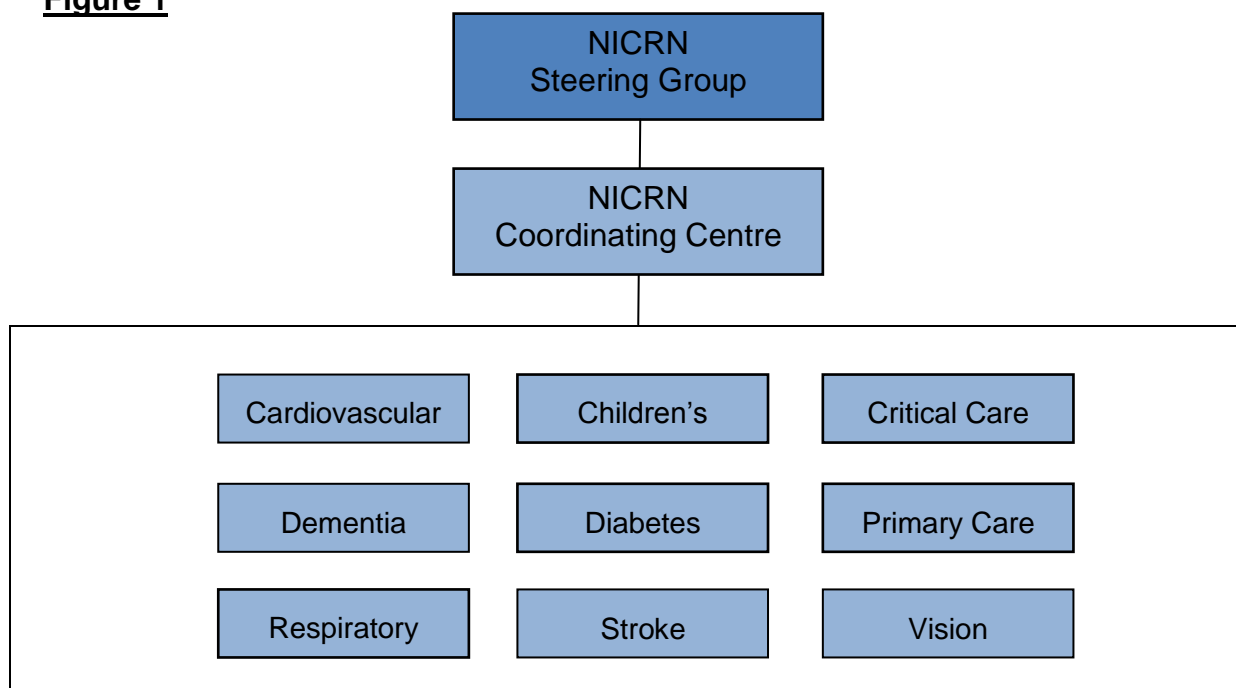 Figure 1
NICRN
Steering Group
NICRN
Coordinating Centre
Cardiovascular
Children’s
Critical Care
Dementia
Diabetes
Primary Care
Respiratory
Stroke
Vision